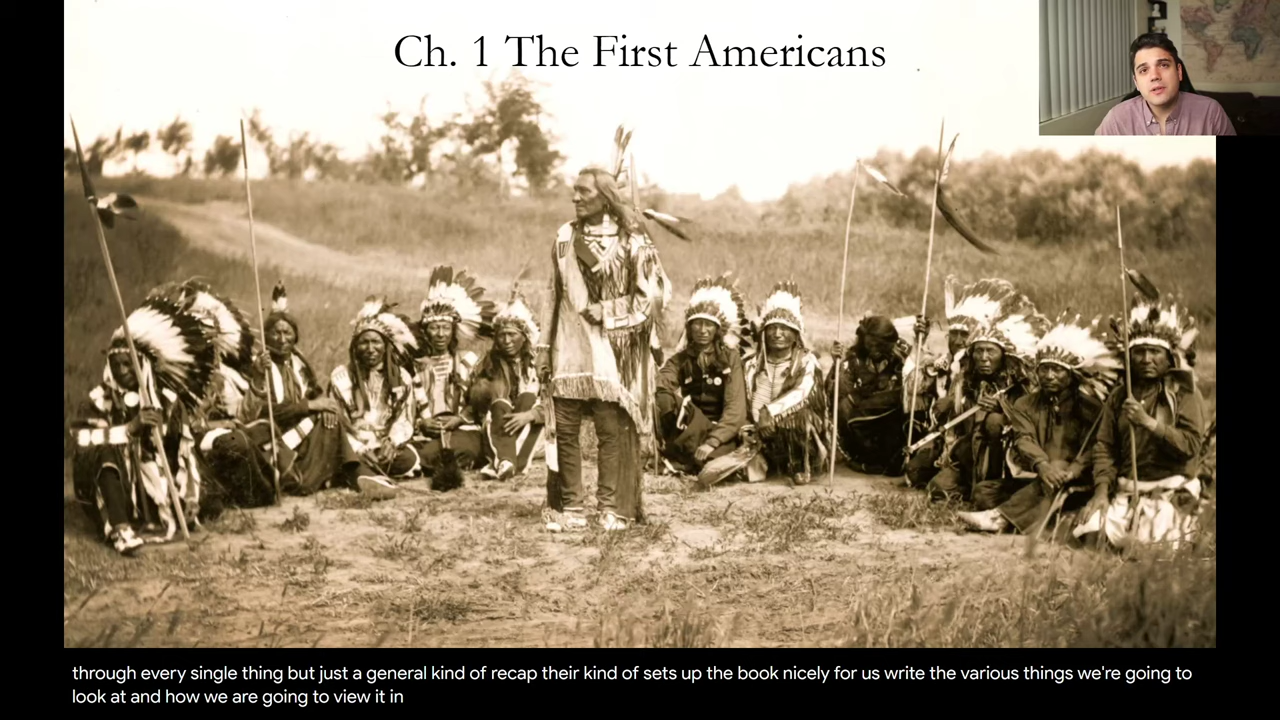 Ch. 1 The First Americans
through every single thing but just a general kind of recap their kind of sets up the book nicely for us write the various things we're going to
look at and how we are going to view it in